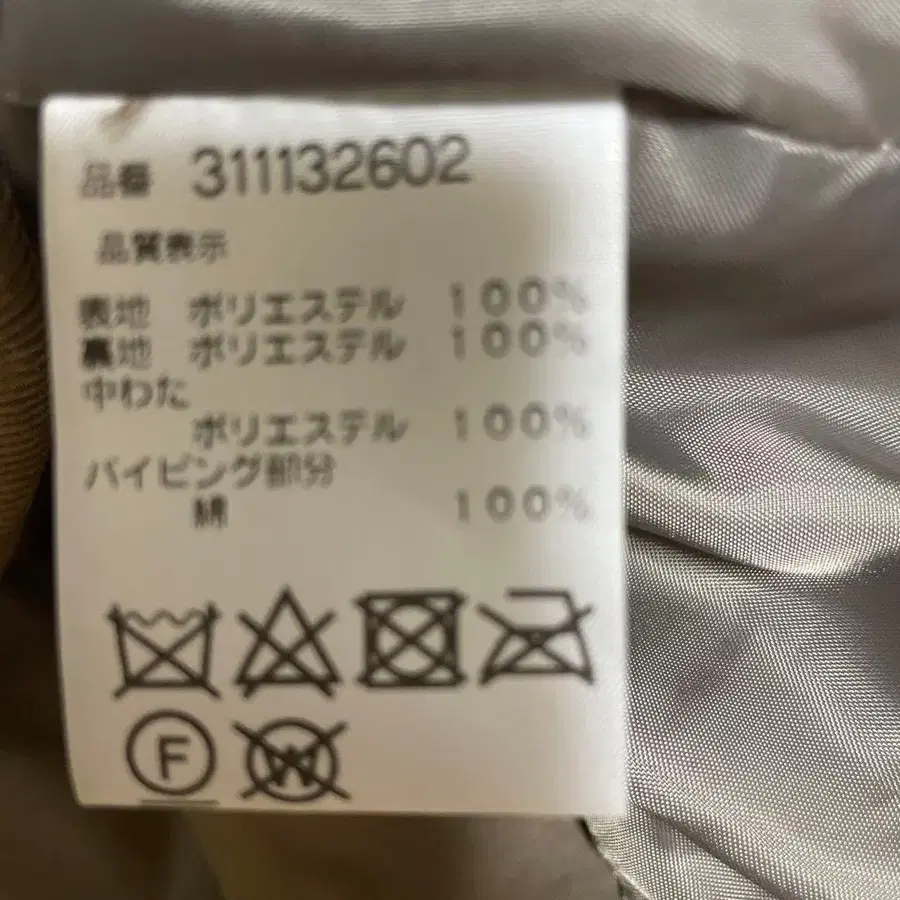 品番 311132602
品質表示
表地 ポリエステル 100%
裏地 ポリエステル 100%
中わた
ポリエステル 100%
パイピング部分
綿 100%
F W